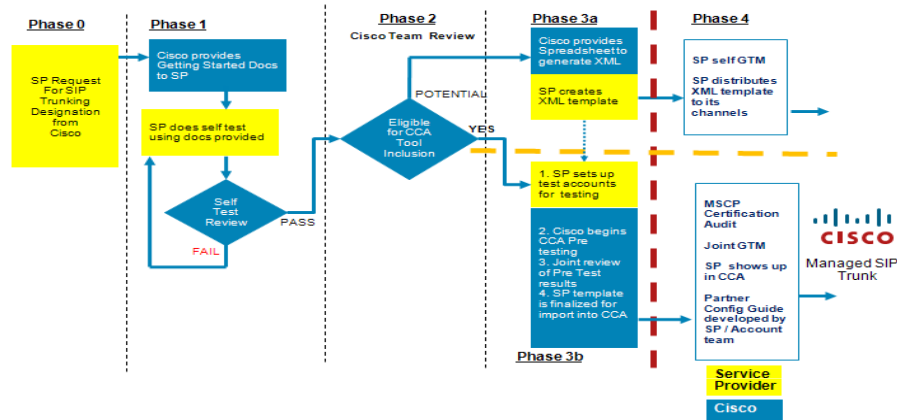 Phase 0
SP Request
For SIP
Trunking
Designation
from
Cisco
Phase 1
Cisco provides
Getting Started Docs
to SP
SP does self test
using docs provided
Self
Test
Review
PASS
FAIL
Phase 2
Cisco Team Review
POTENTIAL
Eligible
for CCA
Tool
Inclusion
YES
Phase 3a
Cisco provides
Spreadsheet to
generate XML
SP creates
XML template
1. SP sets up
test accounts
for testing
2. Cisco begins
CCA Pre
testing
3. Joint review
of Pre Test
results
4. SP template
is finalized for
import into CCA
Phase 3b
Phase 4
SP self GTM
SP distributes
XML template to
its channels
MSCP
Certification
Audit
Joint GTM
SP shows up
in CCA
Partner
Config Guide
developed by
SP / Account
team
CISCO
Managed SIP
Trunk
Service
Provider
Cisco